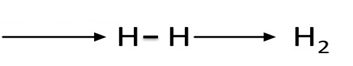 ⟶ H – H ⟶ H₂